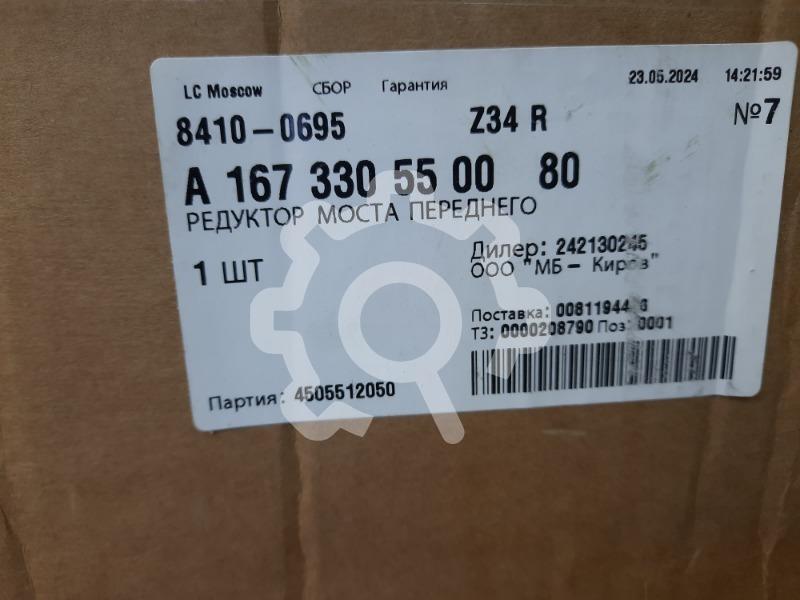 LC Moscow СБОР Гарантия 23.05.2024 14:21:59
8410-0695 Z34 R №7
A 167 330 55 00 80
РЕДУКТОР МОСТА ПЕРЕДНЕГО
1 ШТ
Дилер: 242130245
ООО "МБ - Киров"
Поставка:
ТЗ: 0000208790 Поз: 0001
Партия: 4505512050